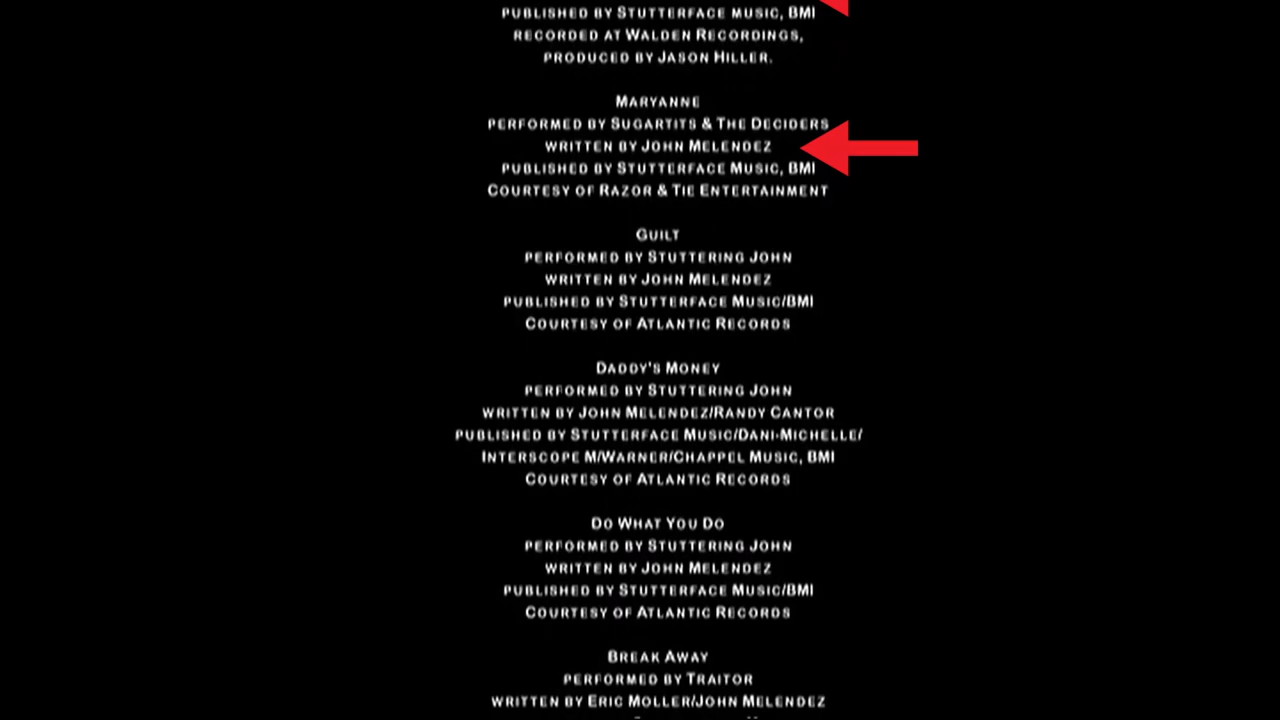 PUBLISHED BY STUTTERFACE MUSIC, BMI
RECORDED AT WALDEN RECORDINGS,
PRODUCED BY JASON HILLER.
MARYANNE
PERFORMED BY SUGARTITS & THE DECIDERS
WRITTEN BY JOHN MELENDEZ
PUBLISHED BY STUTTERFACE MUSIC, BMI
COURTESY OF RAZOR & TIE ENTERTAINMENT
GUILT
PERFORMED BY STUTTERING JOHN
WRITTEN BY JOHN MELENDEZ
PUBLISHED BY STUTTERFACE MUSIC/BMI
COURTESY OF ATLANTIC RECORDS
DADDY'S MONEY
PERFORMED BY STUTTERING JOHN
WRITTEN BY JOHN MELENDEZ/RANDY CANTOR
PUBLISHED BY STUTTERFACE MUSIC/DANI-MICHELLE/
INTERSCOPE M/WARNER/CHAPPEL MUSIC, BMI
COURTESY OF ATLANTIC RECORDS
DO WHAT YOU DO
PERFORMED BY STUTTERING JOHN
WRITTEN BY JOHN MELENDEZ
PUBLISHED BY STUTTERFACE MUSIC/BMI
COURTESY OF ATLANTIC RECORDS
BREAK AWAY
PERFORMED BY TRAITOR
WRITTEN BY ERIC MOLLER/JOHN MELENDEZ